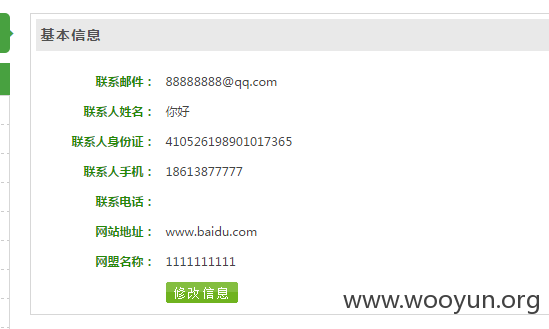 基本信息
联系邮件： 88888888@qq.com
联系人姓名： 你好
联系人身份证： 410526198901017365
联系人手机： 18613877777
联系电话：
网站地址： www.baidu.com
网盟名称： 1111111111
修改信息
www.wooyun.org